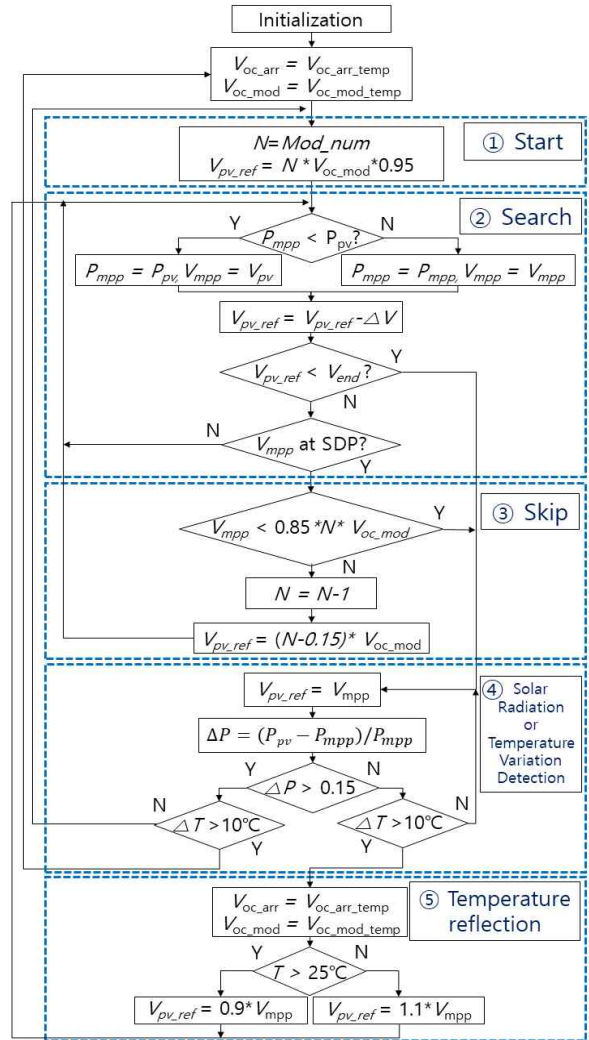 Initialization
V_oc_arr = V_oc_arr_temp
V_oc_mod = V_oc_mod_temp
N=Mod_num
V_pv_ref = N *V_oc_mod*0.95
① Start
② Search
Y
N
P_mpp < P_pv?
P_mpp = P_pv, V_mpp = V_pv
P_mpp = P_mpp, V_mpp = V_mpp
V_pv_ref = V_pv_ref-△V
Y
V_pv_ref < V_end?
N
N
V_mpp at SDP?
Y
③ Skip
V_mpp < 0.85*N* V_oc_mod
Y
N
N = N-1
V_pv_ref = (N-0.15)* V_oc_mod
V_pv_ref = V_mpp
④ Solar
Radiation
or
Temperature
Variation
Detection
ΔP = (P_pv − P_mpp)/P_mpp
Y
N
△P > 0.15
N
N
△T >10℃
△T >10℃
Y
Y
V_oc_arr = V_oc_arr_temp
V_oc_mod = V_oc_mod_temp
⑤ Temperature
reflection
Y
N
T > 25℃
V_pv_ref = 0.9*V_mpp
V_pv_ref = 1.1*V_mpp